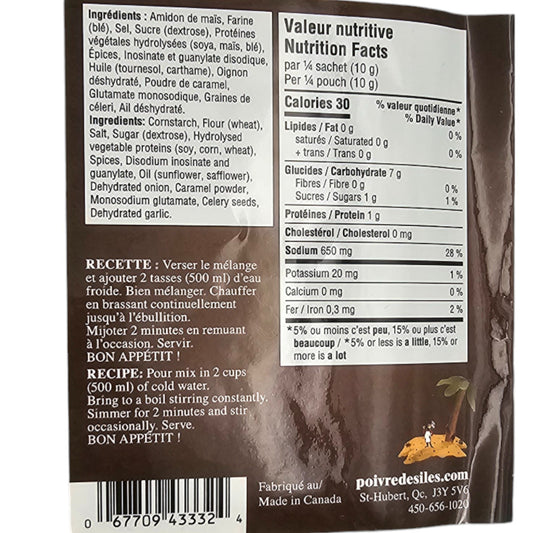 Ingrédients : Amidon de maïs, Farine
(blé), Sel, Sucre (dextrose), Protéines
végétales hydrolysées (soya, maïs, blé),
Épices, Inosinate et guanylate disodique,
Huile (tournesol, carthame), Oignon
déshydraté, Poudre de caramel,
Glutamate monosodique, Graines de
céleri, Ail déshydraté.
Ingredients: Cornstarch, Flour (wheat),
Salt, Sugar (dextrose), Hydrolysed
vegetable proteins (soy, corn, wheat),
Spices, Disodium inosinate and
guanylate, Oil (sunflower, safflower),
Dehydrated onion, Caramel powder,
Monosodium glutamate, Celery seeds,
Dehydrated garlic.
RECETTE : Verser le mélange
et ajouter 2 tasses (500 ml) d'eau
froide. Bien mélanger. Chauffer
en brassant continuellement
jusqu'à l'ébullition.
Mijoter 2 minutes en remuant
à l'occasion. Servir.
BON APPÉTIT !
RECIPE: Pour mix in 2 cups
(500 ml) of cold water.
Bring to a boil stirring constantly.
Simmer for 2 minutes and stir
occasionally. Serve.
BON APPÉTIT !
Valeur nutritive
Nutrition Facts
par ¼ sachet (10 g)
Per ¼ pouch (10 g)
Calories 30 % valeur quotidienne*
% Daily Value*
Lipides / Fat 0 g 0 %
saturés / Saturated 0 g
+ trans / Trans 0 g 0 %
Glucides / Carbohydrate 7 g
Fibres / Fibre 0 g 0 %
Sucres / Sugars 1 g 1 %
Protéines / Protein 1 g
Cholestérol / Cholesterol 0 mg
Sodium 650 mg 28 %
Potassium 20 mg 1 %
Calcium 0 mg 0 %
Fer / Iron 0,3 mg 2 %
*5% ou moins c'est peu, 15% ou plus c'est
beaucoup / *5% or less is a little, 15% or
more is a lot
0 67709 43332 4
Fabriqué au/
Made in Canada
poivredesiles.com
St-Hubert, Qc, J3Y 5V6
450-656-1020